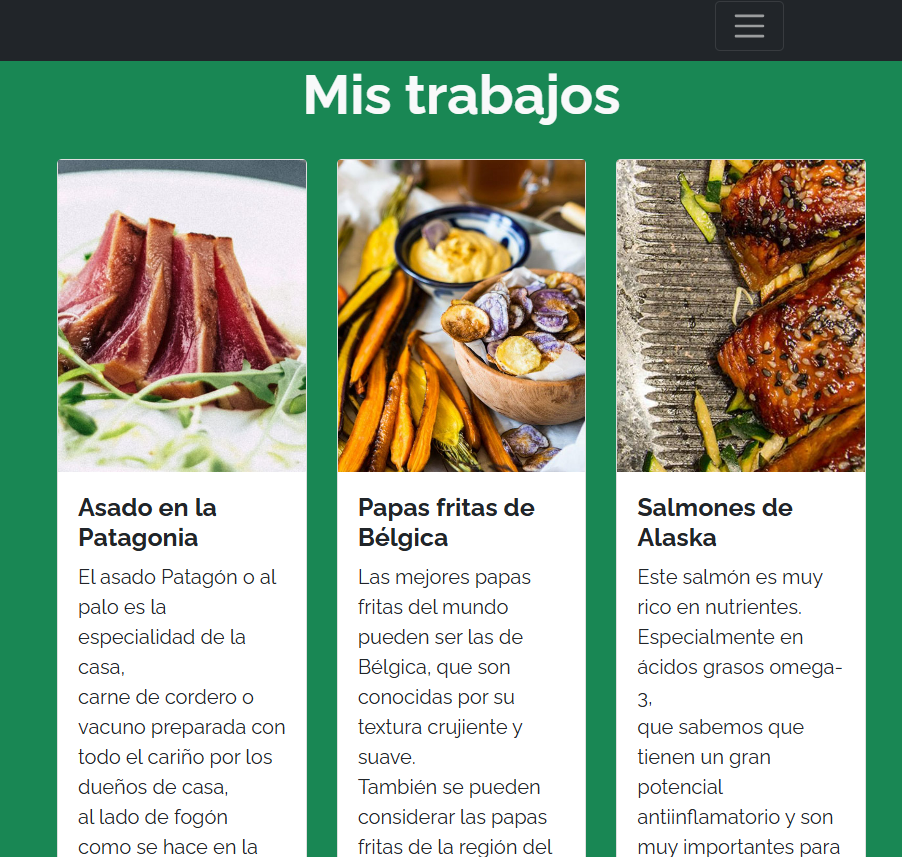 Mis trabajos
Asado en la
Patagonia
El asado Patagón o al
palo es la
especialidad de la
casa,
carne de cordero o
vacuno preparada con
todo el cariño por los
dueños de casa,
al lado de fogón
como se hace en la
Papas fritas de
Bélgica
Las mejores papas
fritas del mundo
pueden ser las de
Bélgica, que son
conocidas por su
textura crujiente y
suave.
También se pueden
considerar las papas
fritas de la región del
Salmones de
Alaska
Este salmón es muy
rico en nutrientes.
Especialmente en
ácidos grasos omega-
3,
que sabemos que
tienen un gran
potencial
antiinflamatorio y son
muy importantes para